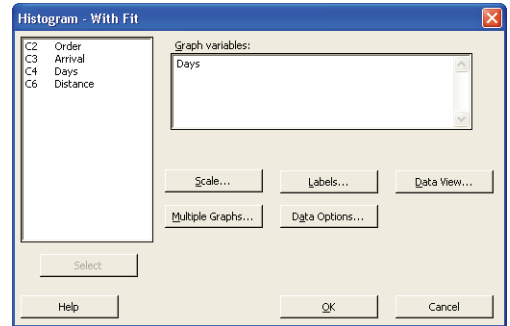 Histogram - With Fit
C2 Order
C3 Arrival
C4 Days
C6 Distance
Graph variables:
Days
Scale...
Labels...
Data View...
Multiple Graphs...
Data Options...
Select
Help
OK
Cancel